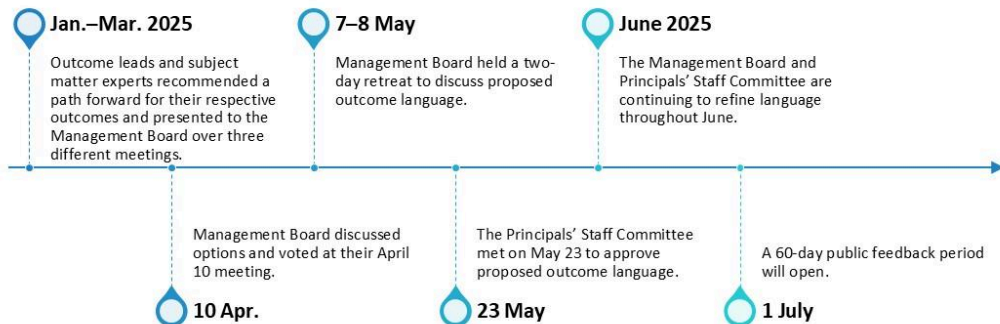 Jan.–Mar. 2025
Outcome leads and subject
matter experts recommended a
path forward for their respective
outcomes and presented to the
Management Board over three
different meetings.
7–8 May
Management Board held a two-
day retreat to discuss proposed
outcome language.
June 2025
The Management Board and
Principals’ Staff Committee are
continuing to refine language
throughout June.
Management Board discussed
options and voted at their April
10 meeting.
10 Apr.
The Principals’ Staff Committee
met on May 23 to approve
proposed outcome language.
23 May
A 60-day public feedback period
will open.
1 July